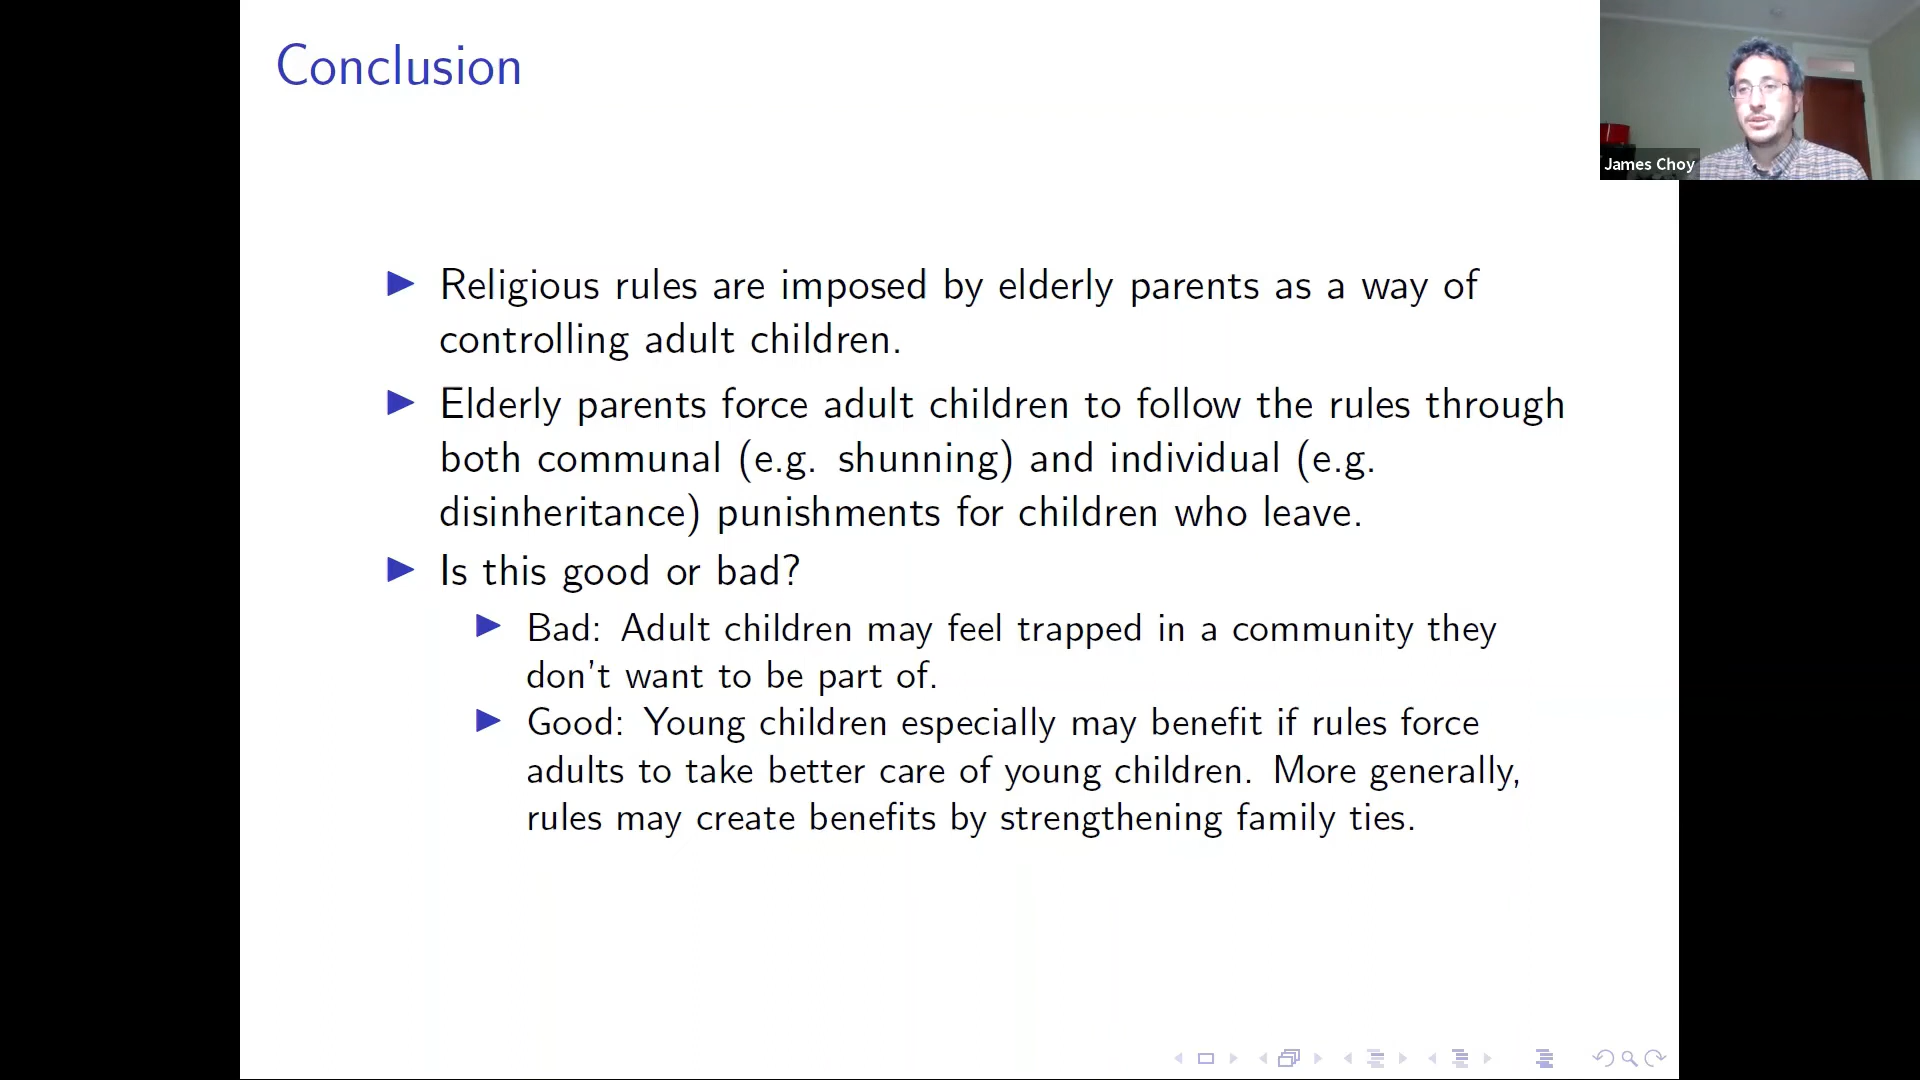 Conclusion
James Choy
Religious rules are imposed by elderly parents as a way of
controlling adult children.
Elderly parents force adult children to follow the rules through
both communal (e.g. shunning) and individual (e.g.
disinheritance) punishments for children who leave.
Is this good or bad?
Bad: Adult children may feel trapped in a community they
don't want to be part of.
Good: Young children especially may benefit if rules force
adults to take better care of young children. More generally,
rules may create benefits by strengthening family ties.